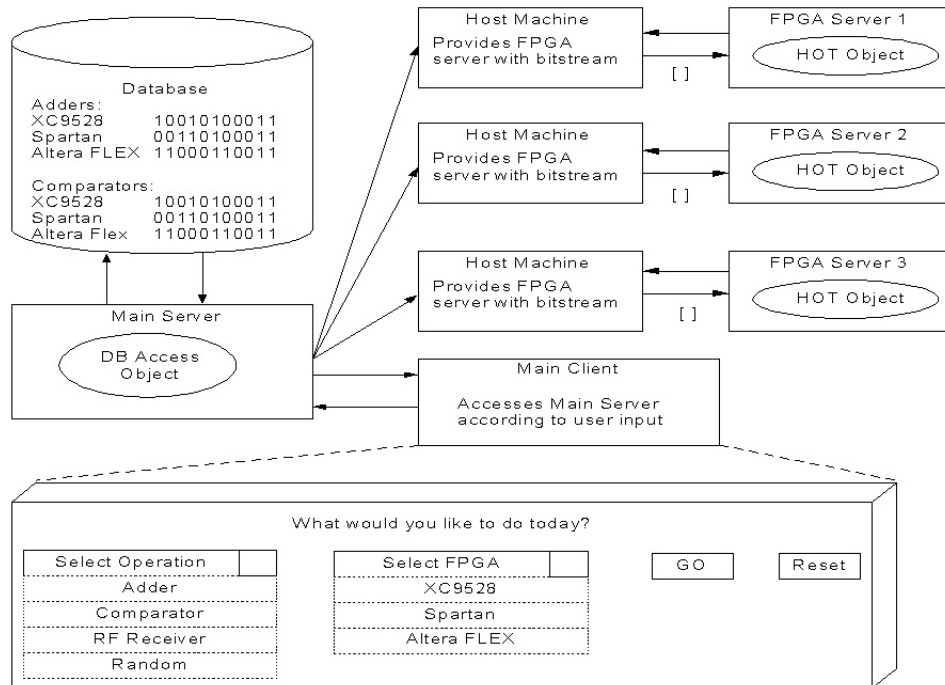 Database
Adders:
XC9528 10010100011
Spartan 00110100011
Altera FLEX 11000110011
Comparators:
XC9528 10010100011
Spartan 00110100011
Altera Flex 11000110011
Host Machine
Provides FPGA
server with bitstream
[ ]
FPGA Server 1
HOT Object
Host Machine
Provides FPGA
server with bitstream
[ ]
FPGA Server 2
HOT Object
Host Machine
Provides FPGA
server with bitstream
[ ]
FPGA Server 3
HOT Object
Main Server
DB Access
Object
Main Client
Accesses Main Server
according to user input
What would you like to do today?
Select Operation
Adder
Comparator
RF Receiver
Random
Select FPGA
XC9528
Spartan
Altera FLEX
GO
Reset